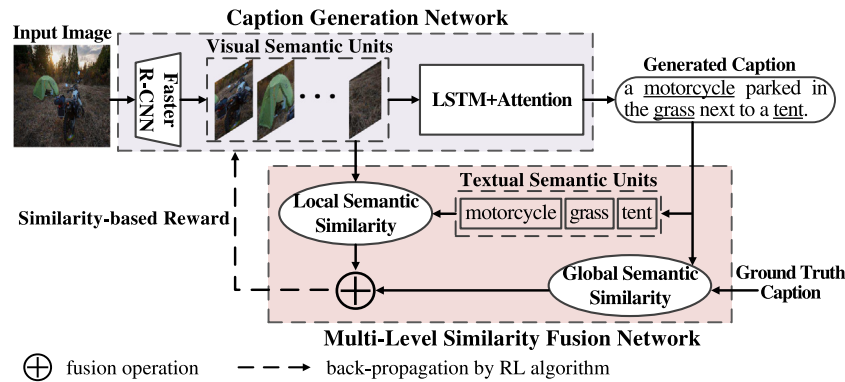 Caption Generation Network
Input Image
Visual Semantic Units
Faster
R-CNN
LSTM+Attention
Generated Caption
a motorcycle parked in
the grass next to a tent.
Textual Semantic Units
motorcycle grass tent
Local Semantic
Similarity
Similarity-based Reward
Global Semantic
Similarity
Ground Truth
Caption
Multi-Level Similarity Fusion Network
fusion operation
back-propagation by RL algorithm